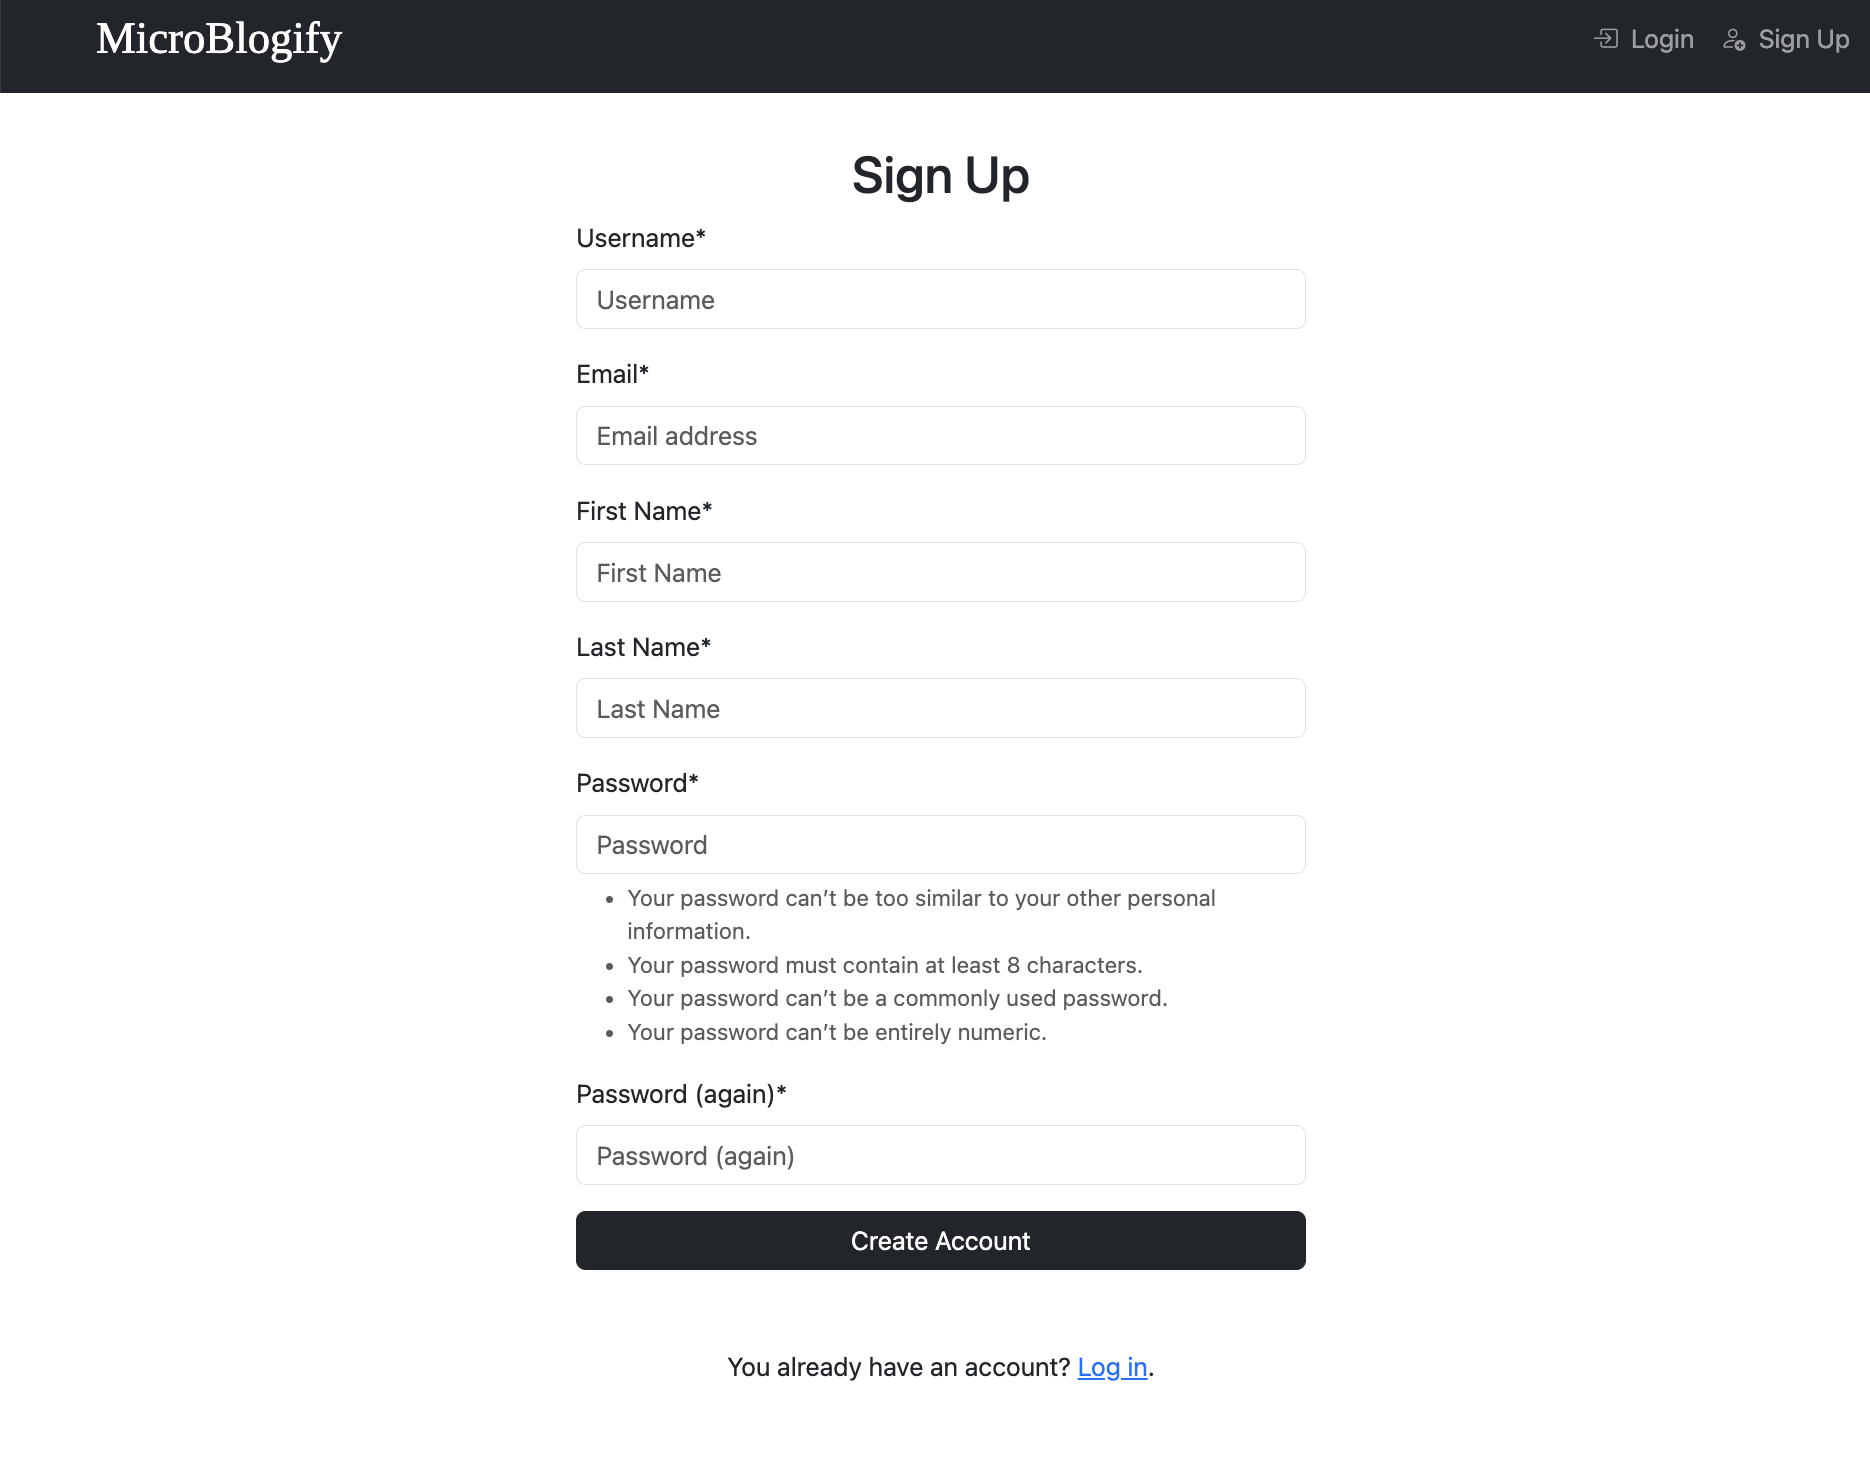 MicroBlogify
Login
Sign Up
Sign Up
Username*
Username
Email*
Email address
First Name*
First Name
Last Name*
Last Name
Password*
Password
• Your password can’t be too similar to your other personal
information.
• Your password must contain at least 8 characters.
• Your password can’t be a commonly used password.
• Your password can’t be entirely numeric.
Password (again)*
Password (again)
Create Account
You already have an account? Log in.